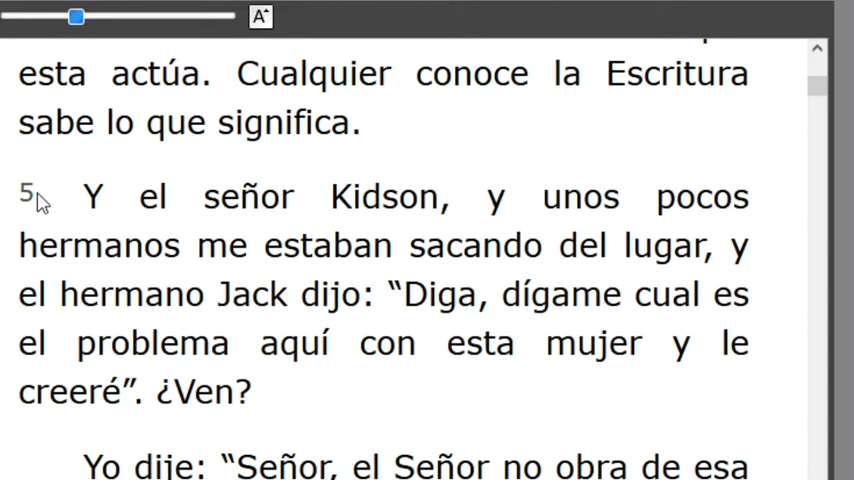 A
esta actúa. Cualquier conoce la Escritura
sabe lo que significa.
5 Y el señor Kidson, y unos pocos
hermanos me estaban sacando del lugar, y
el hermano Jack dijo: “Diga, dígame cual es
el problema aquí con esta mujer y le
creeré”. ¿Ven?
Yo dije: “Señor, el Señor no obra de esa